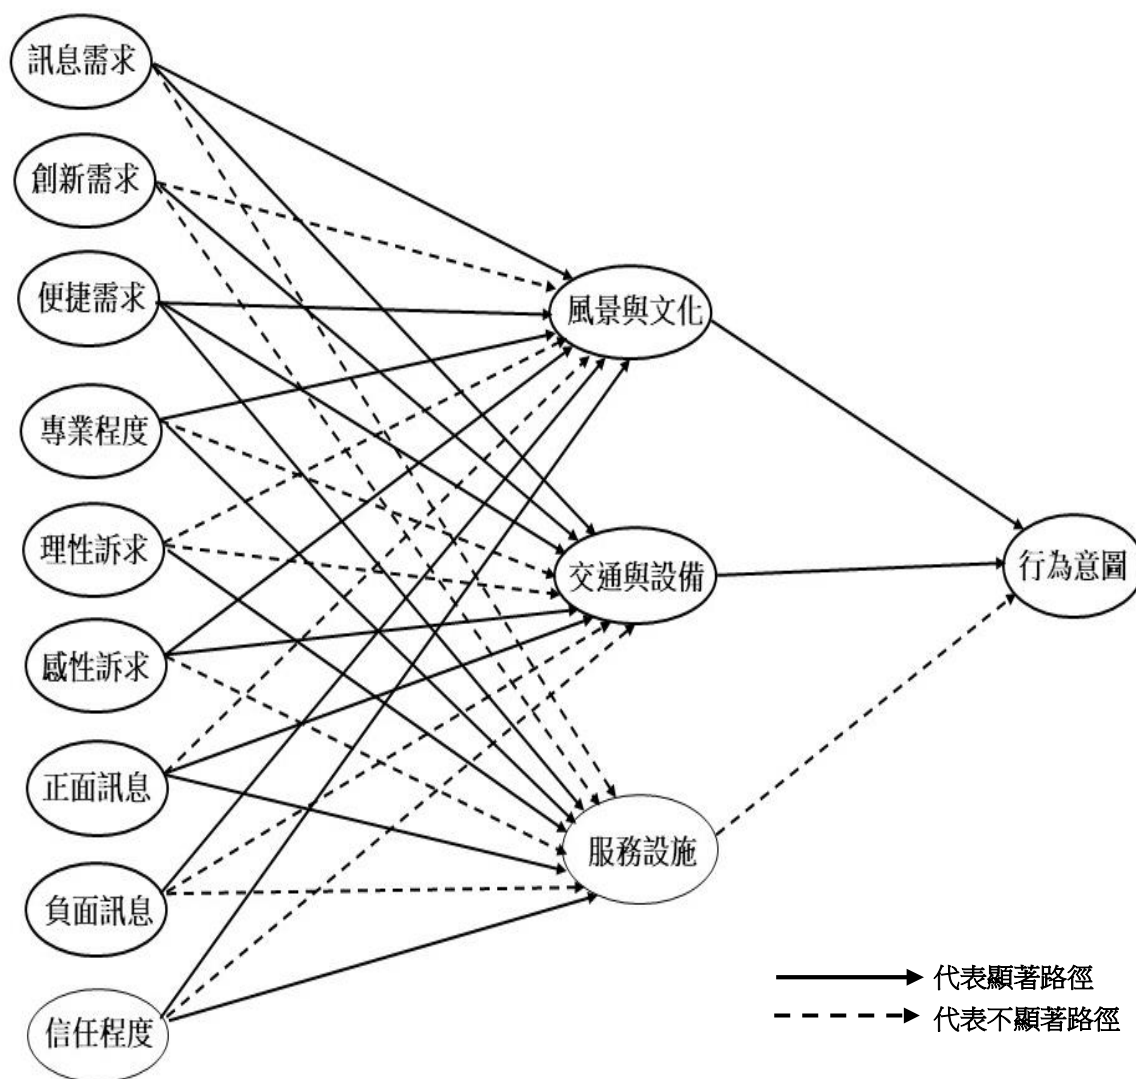 訊息需求
創新需求
便捷需求
專業程度
理性訴求
感性訴求
正面訊息
負面訊息
信任程度
風景與文化
交通與設備
服務設施
行為意圖
代表顯著路徑
代表不顯著路徑